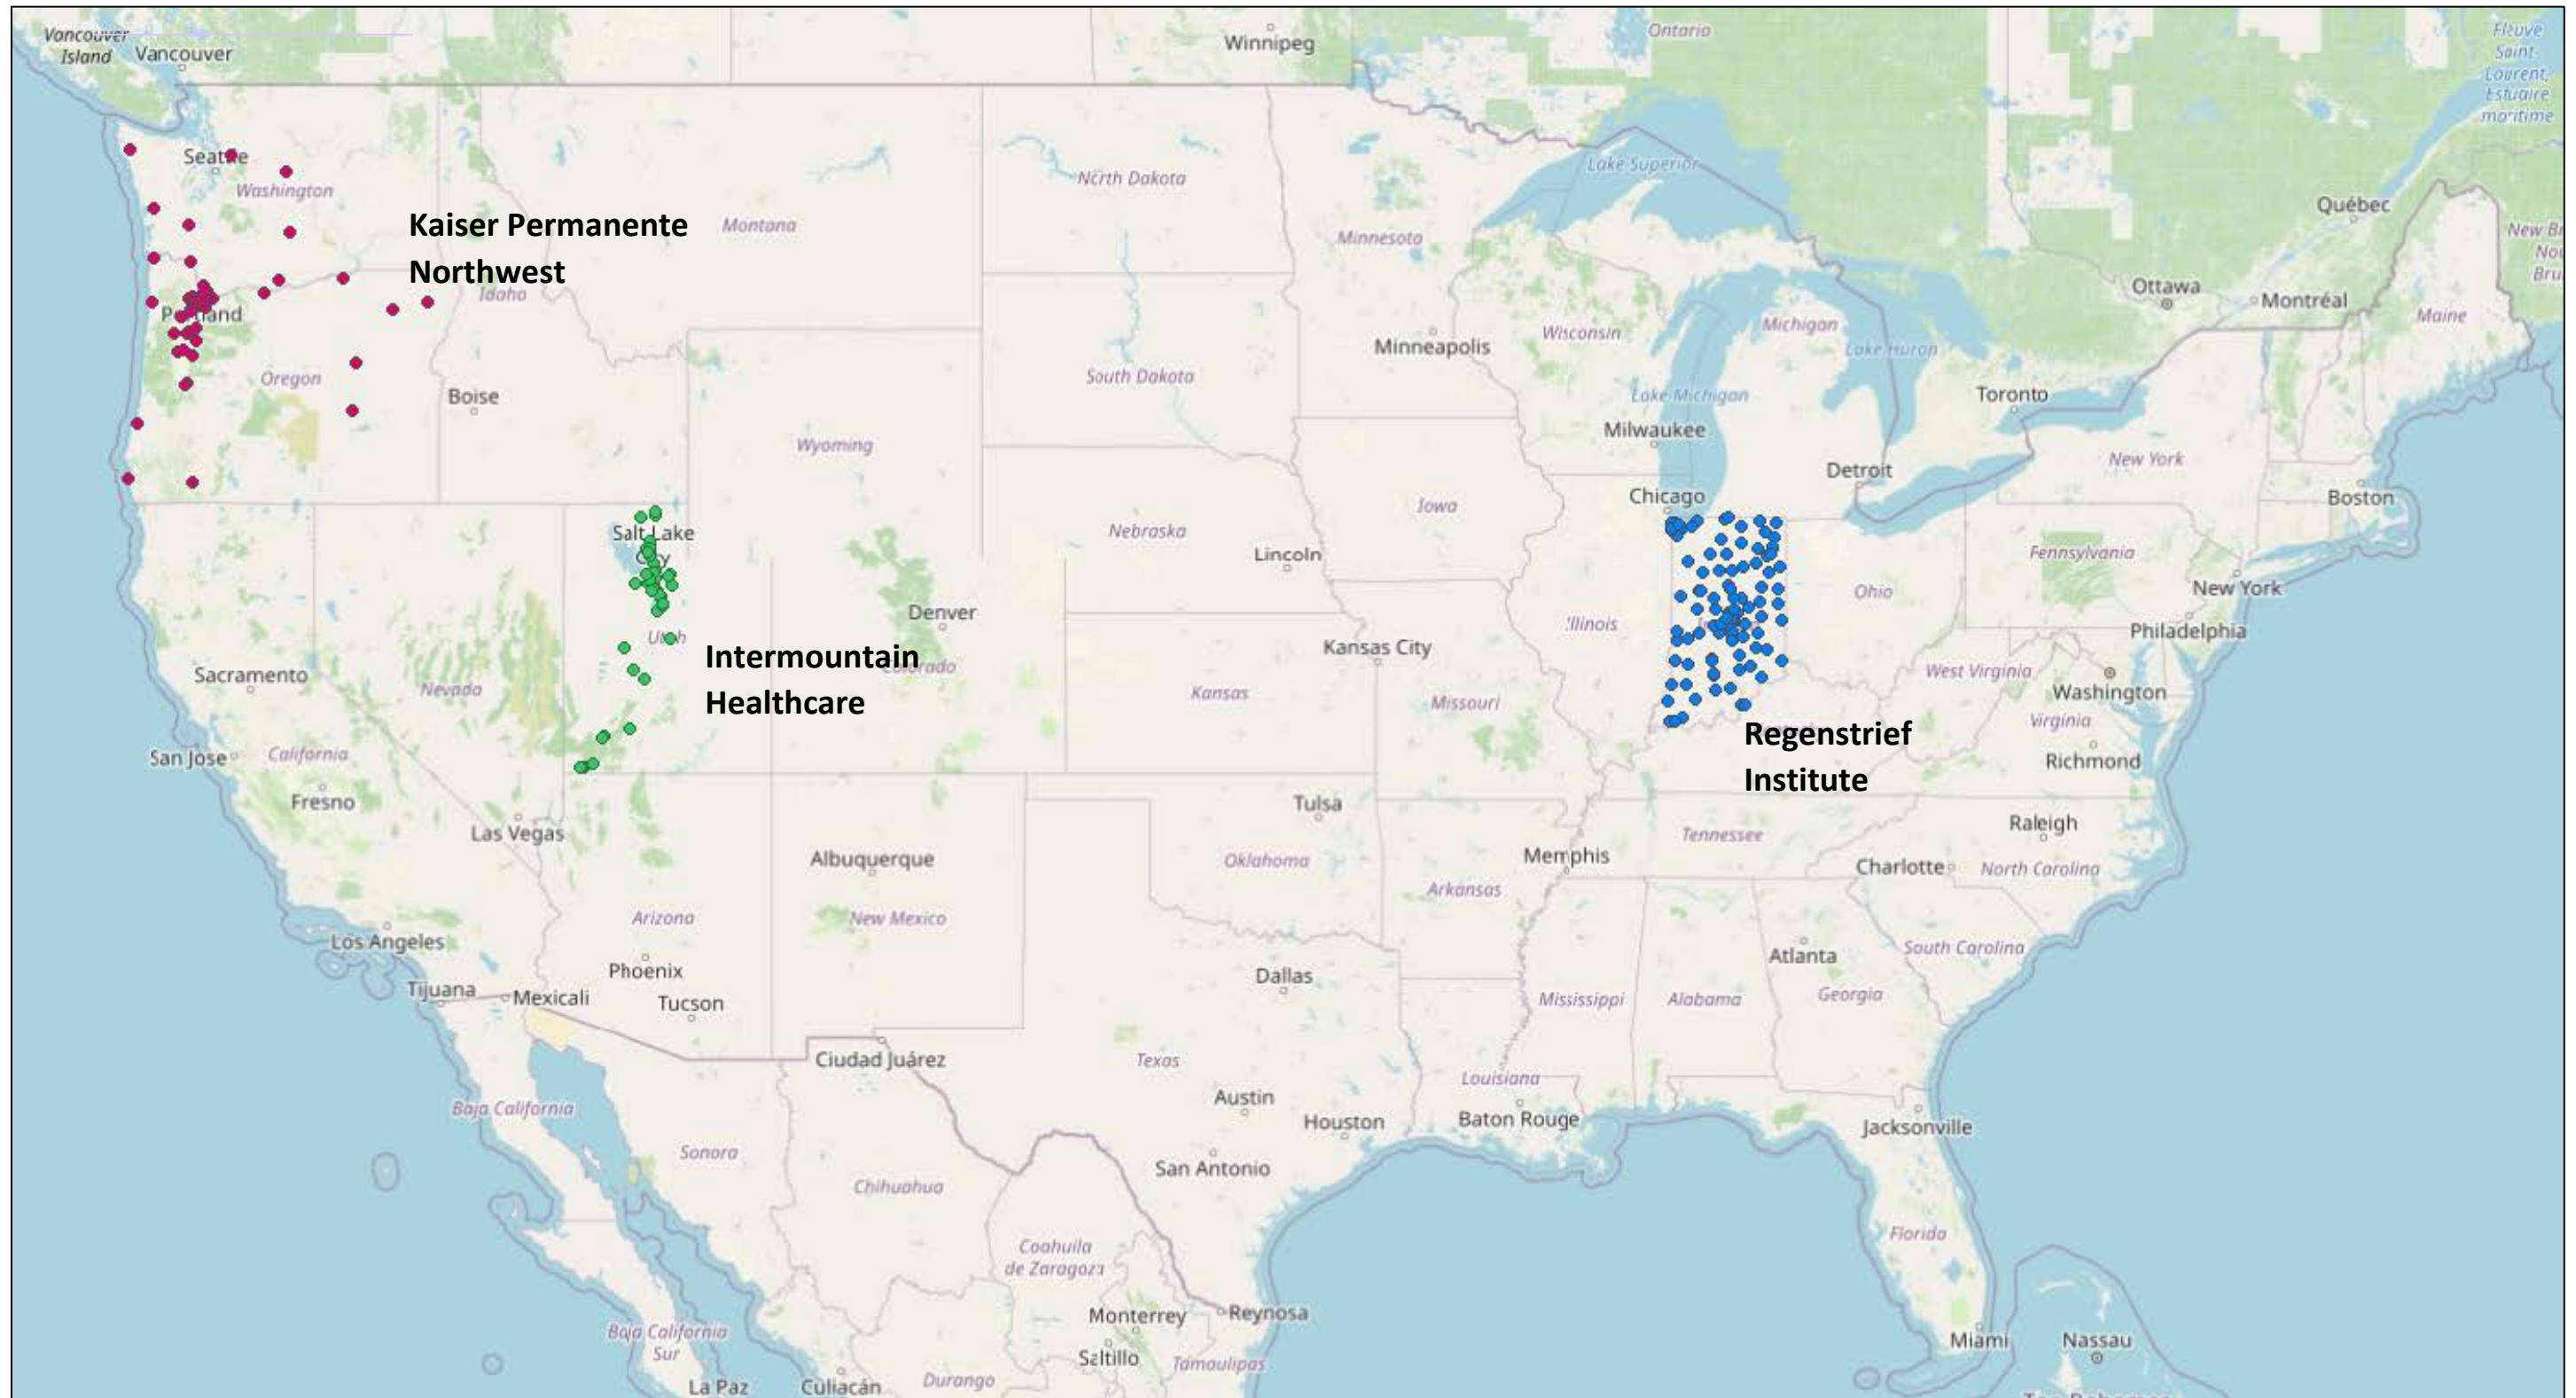 Vancouver
Island
Vancouver
Winnipeg
Ontario
Fleuve
Saint-
Laurent,
Estuaire
maritime
Seattle
Washington
North Dakota
Lake Superior
Québec
Kaiser Permanente
Northwest
Montana
Minnesota
Idaho
Ottawa
Montréal
Portland
Minneapolis
Wisconsin
Michigan
Lake Huron
Maine
Oregon
Boise
South Dakota
Lake Michigan
Toronto
Milwaukee
Wyoming
Detroit
New York
Chicago
Boston
Iowa
Salt Lake
City
Nebraska
Lincoln
Pennsylvania
New York
Denver
Ohio
Illinois
Philadelphia
Utah
Kansas City
Intermountain
Healthcare
Colorado
Sacramento
Nevada
Kansas
Missouri
West Virginia
Washington
Virginia
Regenstrief
Institute
San Jose
California
Richmond
Fresno
Las Vegas
Tulsa
Tennessee
Raleigh
Albuquerque
Oklahoma
Memphis
Charlotte
North Carolina
Arkansas
Arizona
New Mexico
Los Angeles
Phoenix
Dallas
Atlanta
South Carolina
Tijuana
Mexicali
Tucson
Mississippi
Alabama
Georgia
Ciudad Juárez
Texas
Louisiana
Austin
Houston
Baton Rouge
Jacksonville
Baja California
Sonora
San Antonio
Chihuahua
Florida
Coahuila
de Zaragoza
Monterrey
Reynosa
Baja California
Sur
Saltillo
Tamaulipas
Miami
Nassau
La Paz
Culiacán
Durango